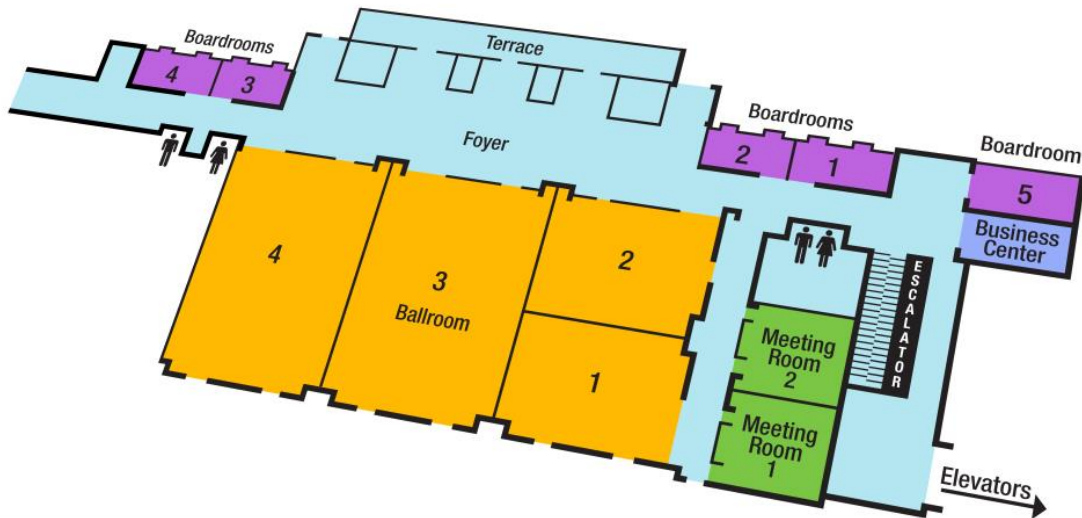 Boardrooms
4
3
Terrace
Foyer
Boardrooms
2
1
Boardroom
5
Business
Center
4
3
Ballroom
2
1
Meeting
Room
2
Meeting
Room
1
ESCALATOR
Elevators